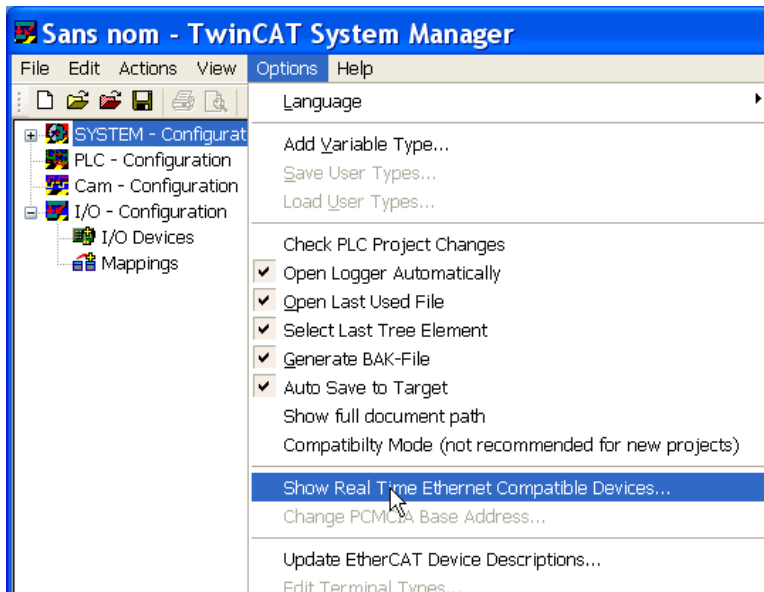 Sans nom - TwinCAT System Manager
File Edit Actions View Options Help
Language
SYSTEM - Configurat
PLC - Configuration
Cam - Configuration
I/O - Configuration
I/O Devices
Mappings
Add Variable Type...
Save User Types...
Load User Types...
Check PLC Project Changes
Open Logger Automatically
Open Last Used File
Select Last Tree Element
Generate BAK-File
Auto Save to Target
Show full document path
Compatibilty Mode (not recommended for new projects)
Show Real Time Ethernet Compatible Devices...
Change PCMCIA Base Address...
Update EtherCAT Device Descriptions...
Edit Terminal Types...